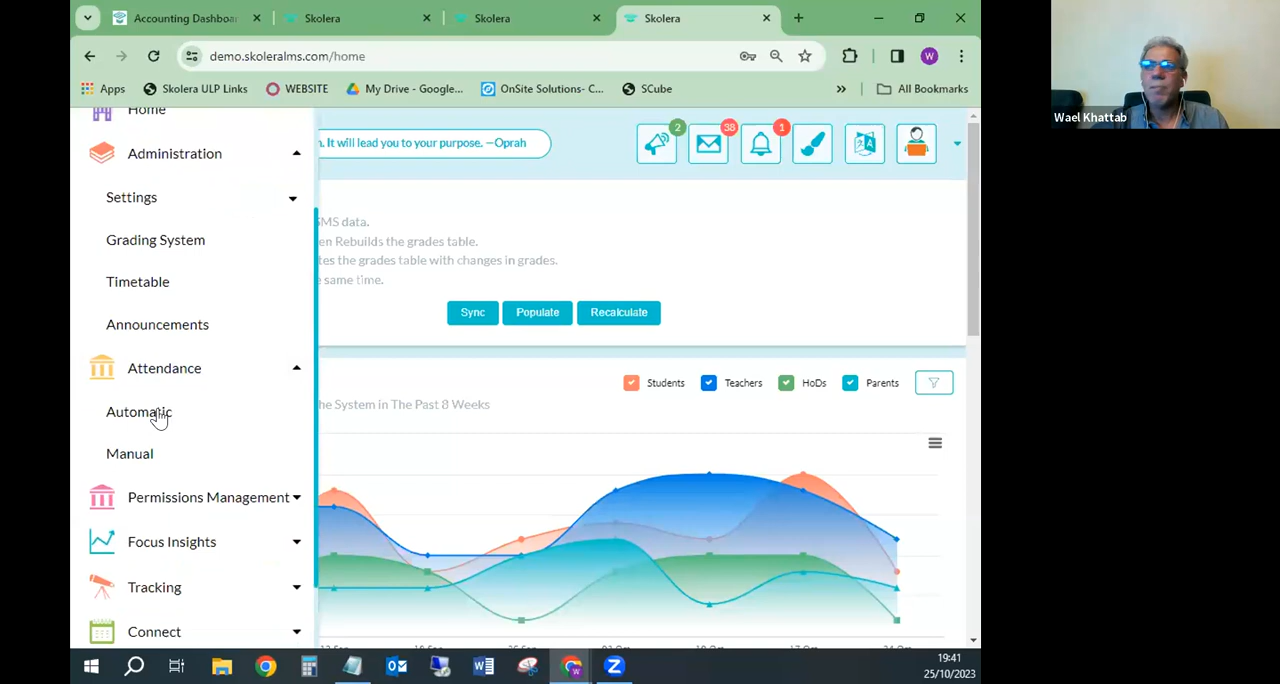 Accounting Dashboa
Skolera
Skolera
Skolera
demo.skoleralms.com/home
W
Apps
Skolera ULP Links
WEBSITE
My Drive - Google...
OnSite Solutions- C...
SCube
»
All Bookmarks
Wael Khattab
Home
Administration
Settings
Grading System
Timetable
Announcements
Attendance
Automatic
Manual
Permissions Management
Focus Insights
Tracking
Connect
. It will lead you to your purpose. —Oprah
2
38
1
SMS data.
en Rebuilds the grades table.
tes the grades table with changes in grades.
e same time.
Sync
Populate
Recalculate
Students
Teachers
HoDs
Parents
he System in The Past 8 Weeks
19:41
25/10/2023